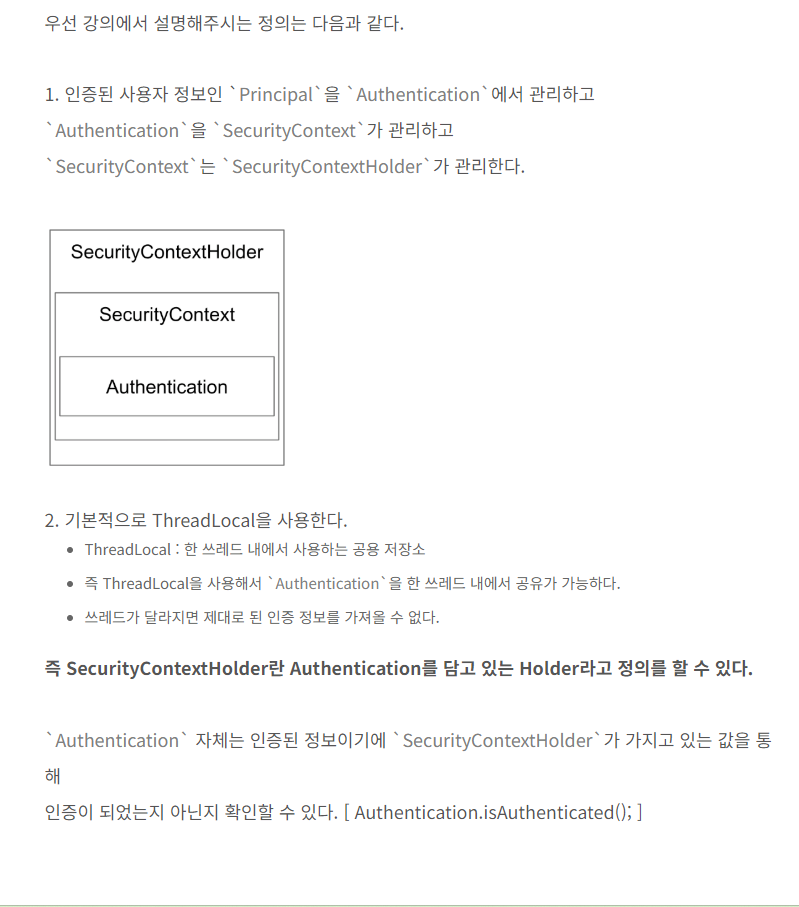 우선 강의에서 설명해주시는 정의는 다음과 같다.
1. 인증된 사용자 정보인 `Principal`을 `Authentication`에서 관리하고
`Authentication`을 `SecurityContext`가 관리하고
`SecurityContext`는 `SecurityContextHolder`가 관리한다.
SecurityContextHolder
SecurityContext
Authentication
2. 기본적으로 ThreadLocal을 사용한다.
• ThreadLocal : 한 쓰레드 내에서 사용하는 공용 저장소
• 즉 ThreadLocal을 사용해서 `Authentication`을 한 쓰레드 내에서 공유가 가능하다.
• 쓰레드가 달라지면 제대로 된 인증 정보를 가져올 수 없다.
즉 SecurityContextHolder란 Authentication를 담고 있는 Holder라고 정의를 할 수 있다.
`Authentication` 자체는 인증된 정보이기에 `SecurityContextHolder`가 가지고 있는 값을 통
해
인증이 되었는지 아닌지 확인할 수 있다. [ Authentication.isAuthenticated(); ]